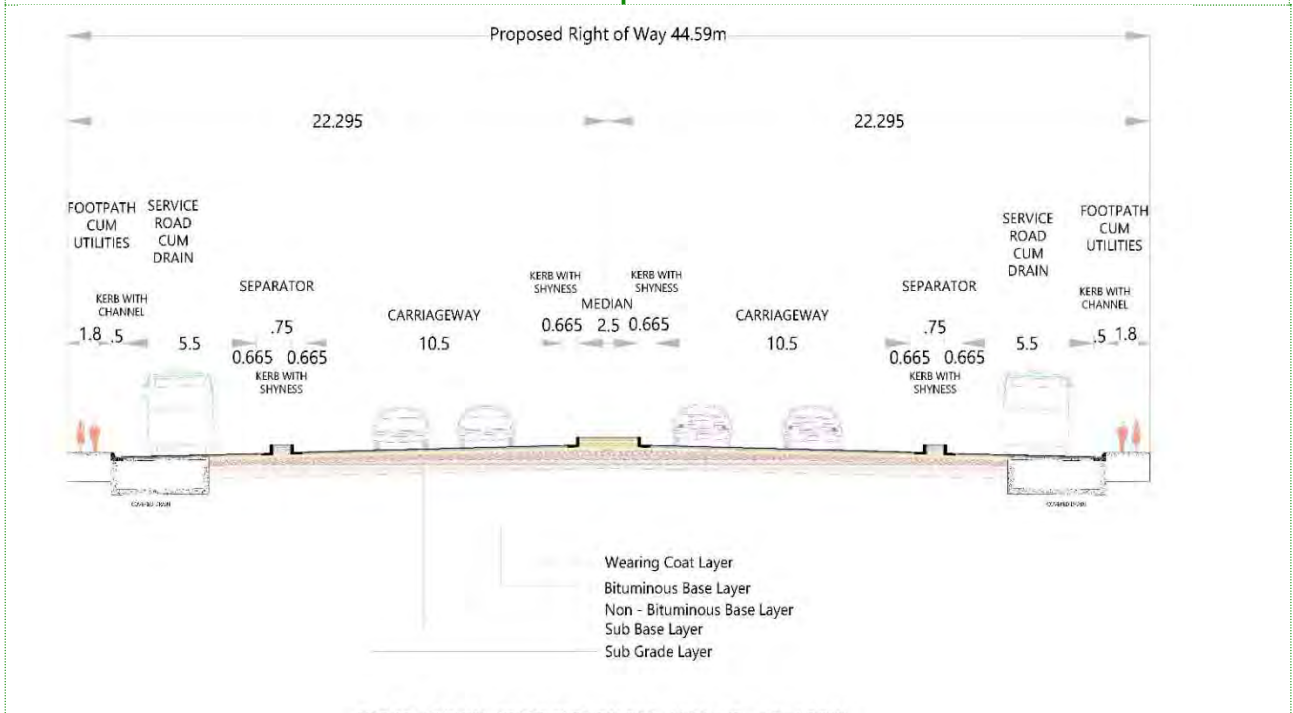 Proposed Right of Way 44.59m
22.295
22.295
FOOTPATH
CUM
UTILITIES
SERVICE
ROAD
CUM
DRAIN
KERB WITH
CHANNEL
1.8 .5
5.5
SEPARATOR
.75
0.665 0.665
KERB WITH
SHYNESS
CARRIAGEWAY
10.5
KERB WITH
SHYNESS
KERB WITH
SHYNESS
MEDIAN
0.665 2.5 0.665
CARRIAGEWAY
10.5
SEPARATOR
.75
0.665 0.665
KERB WITH
SHYNESS
SERVICE
ROAD
CUM
DRAIN
5.5
FOOTPATH
CUM
UTILITIES
KERB WITH
CHANNEL
.5 1.8
Wearing Coat Layer
Bituminous Base Layer
Non - Bituminous Base Layer
Sub Base Layer
Sub Grade Layer